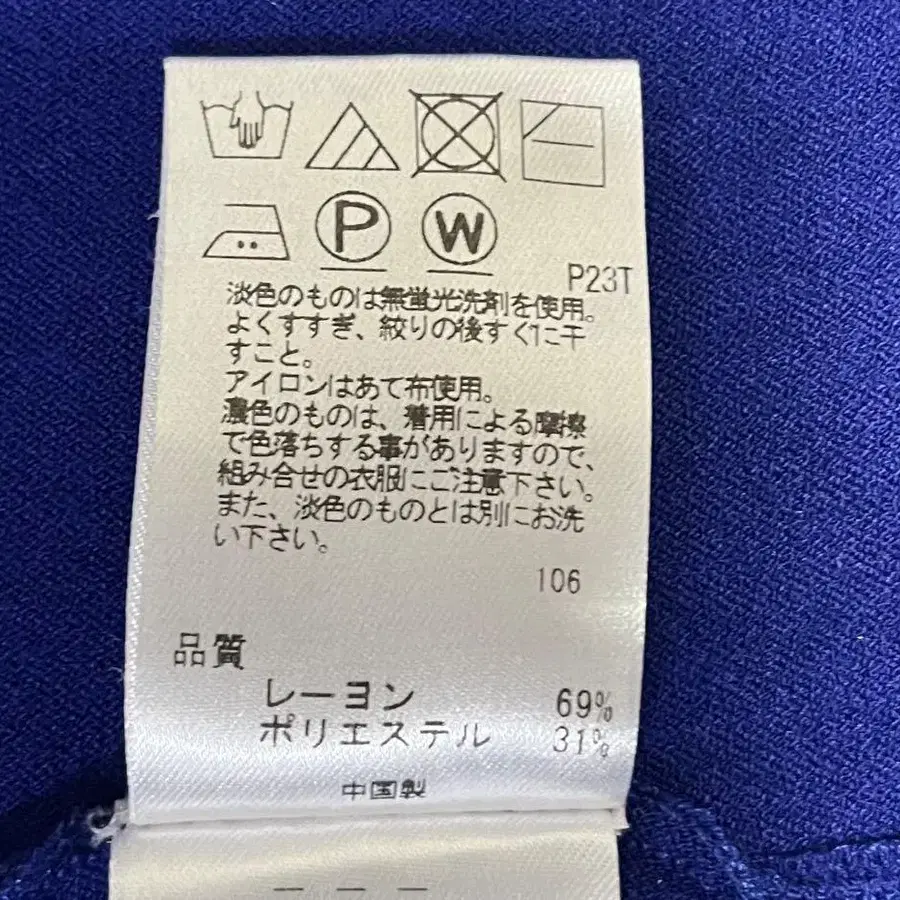 P
W
P23T
淡色のものは無蛍光洗剤を使用。
よくすすぎ、絞りの後すぐに干
すこと。
アイロンはあて布使用。
濃色のものは、着用による摩擦
で色落ちする事がありますので、
組み合せの衣服にご注意下さい。
また、淡色のものとは別にお洗
い下さい。
106
品質
レーヨン 69%
ポリエステル 31%
中国製